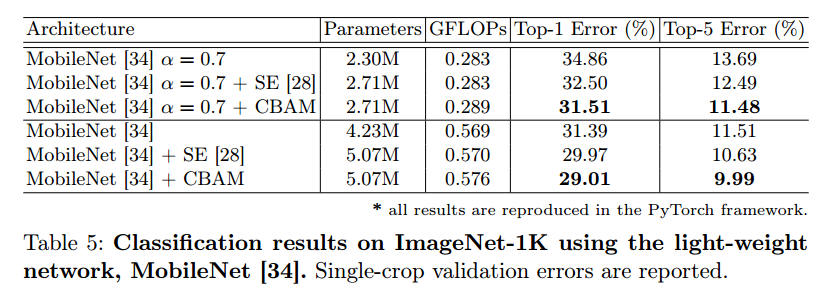 Architecture Parameters GFLOPs Top-1 Error (%) Top-5 Error (%)
MobileNet [34] α = 0.7 2.30M 0.283 34.86 13.69
MobileNet [34] α = 0.7 + SE [28] 2.71M 0.283 32.50 12.49
MobileNet [34] α = 0.7 + CBAM 2.71M 0.289 31.51 11.48
MobileNet [34] 4.23M 0.569 31.39 11.51
MobileNet [34] + SE [28] 5.07M 0.570 29.97 10.63
MobileNet [34] + CBAM 5.07M 0.576 29.01 9.99
* all results are reproduced in the PyTorch framework.
Table 5: Classification results on ImageNet-1K using the light-weight
network, MobileNet [34]. Single-crop validation errors are reported.